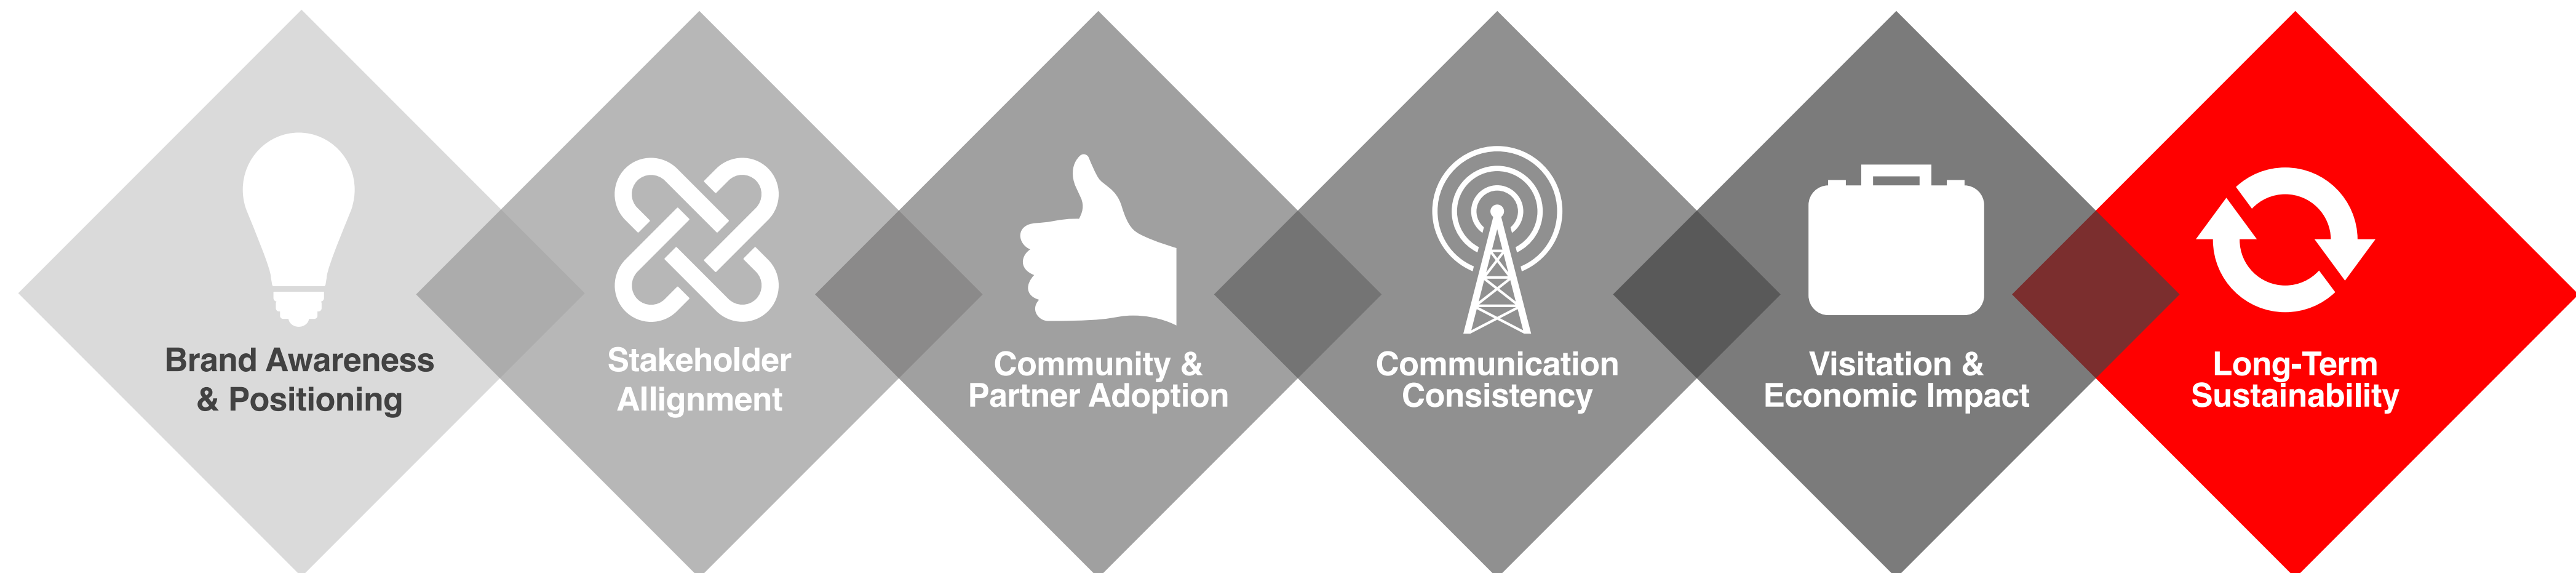 Brand Awareness
& Positioning
Stakeholder
Allignment
Community &
Partner Adoption
Communication
Consistency
Visitation &
Economic Impact
Long-Term
Sustainability